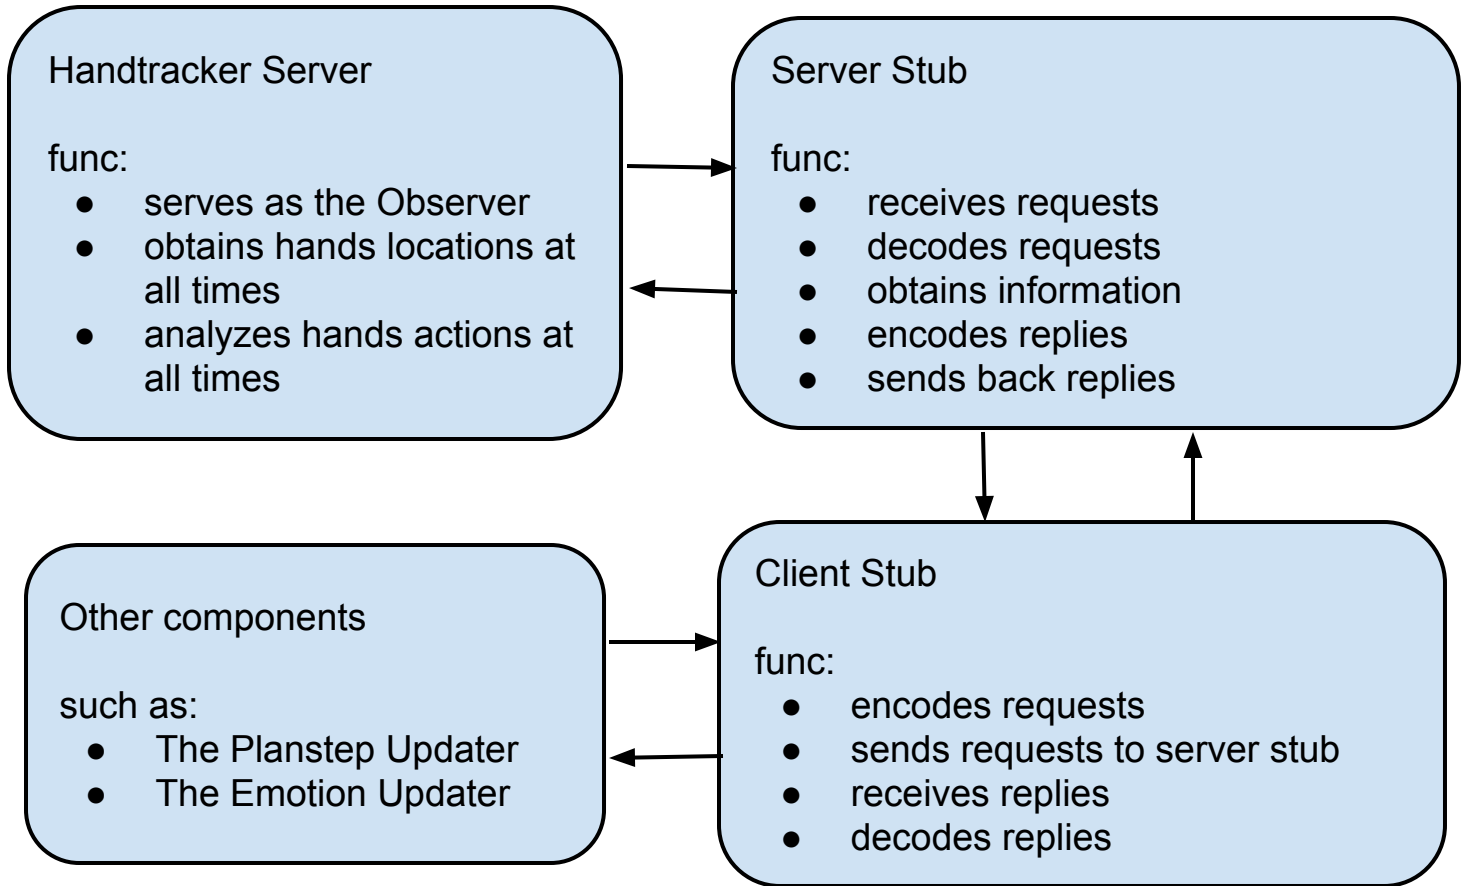 Handtracker Server
func:
● serves as the Observer
● obtains hands locations at
all times
● analyzes hands actions at
all times
Server Stub
func:
● receives requests
● decodes requests
● obtains information
● encodes replies
● sends back replies
Other components
such as:
● The Planstep Updater
● The Emotion Updater
Client Stub
func:
● encodes requests
● sends requests to server stub
● receives replies
● decodes replies